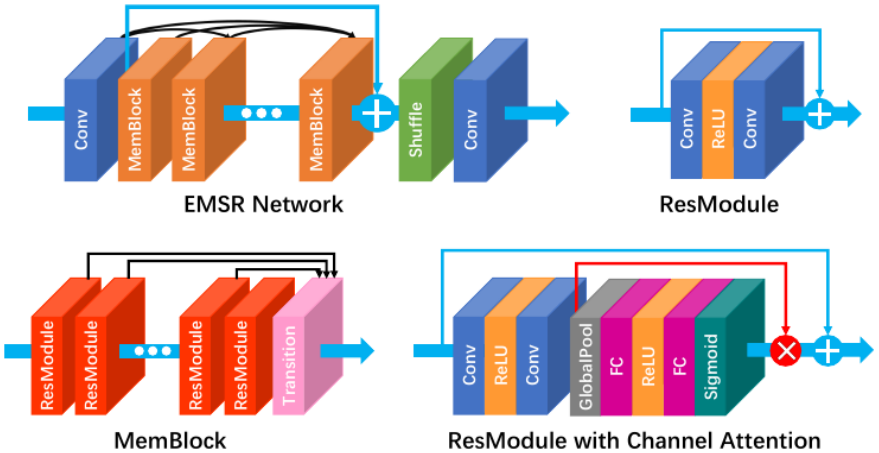 Conv
MemBlock
MemBlock
MemBlock
Shuffle
Conv
EMSR Network
Conv
ReLU
Conv
ResModule
ResModule
ResModule
ResModule
ResModule
Transition
MemBlock
Conv
ReLU
Conv
GlobalPool
FC
ReLU
FC
Sigmoid
ResModule with Channel Attention